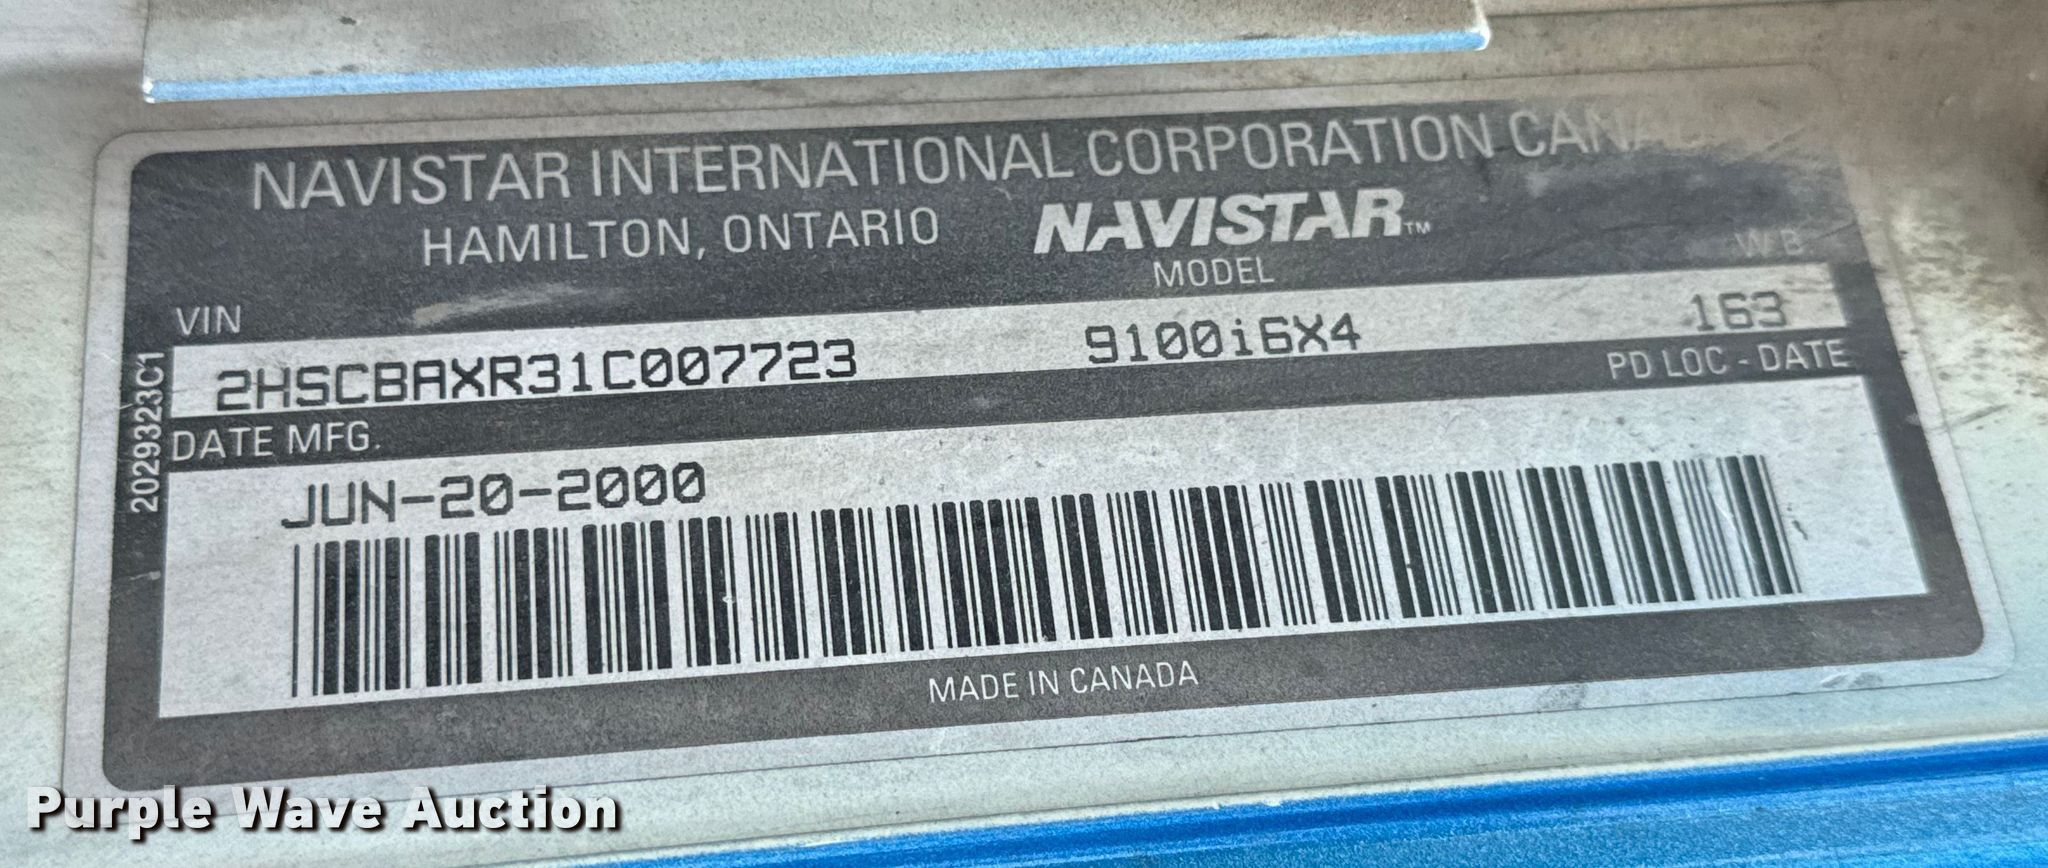 NAVISTAR INTERNATIONAL CORPORATION
HAMILTON, ONTARIO
NAVISTAR™
VIN
MODEL
W/B
2HSCBAXR31C007723
9100i6X4
163
2029323C1
DATE MFG.
PD LOC - DATE
JUN-20-2000
MADE IN CANADA
Purple Wave Auction